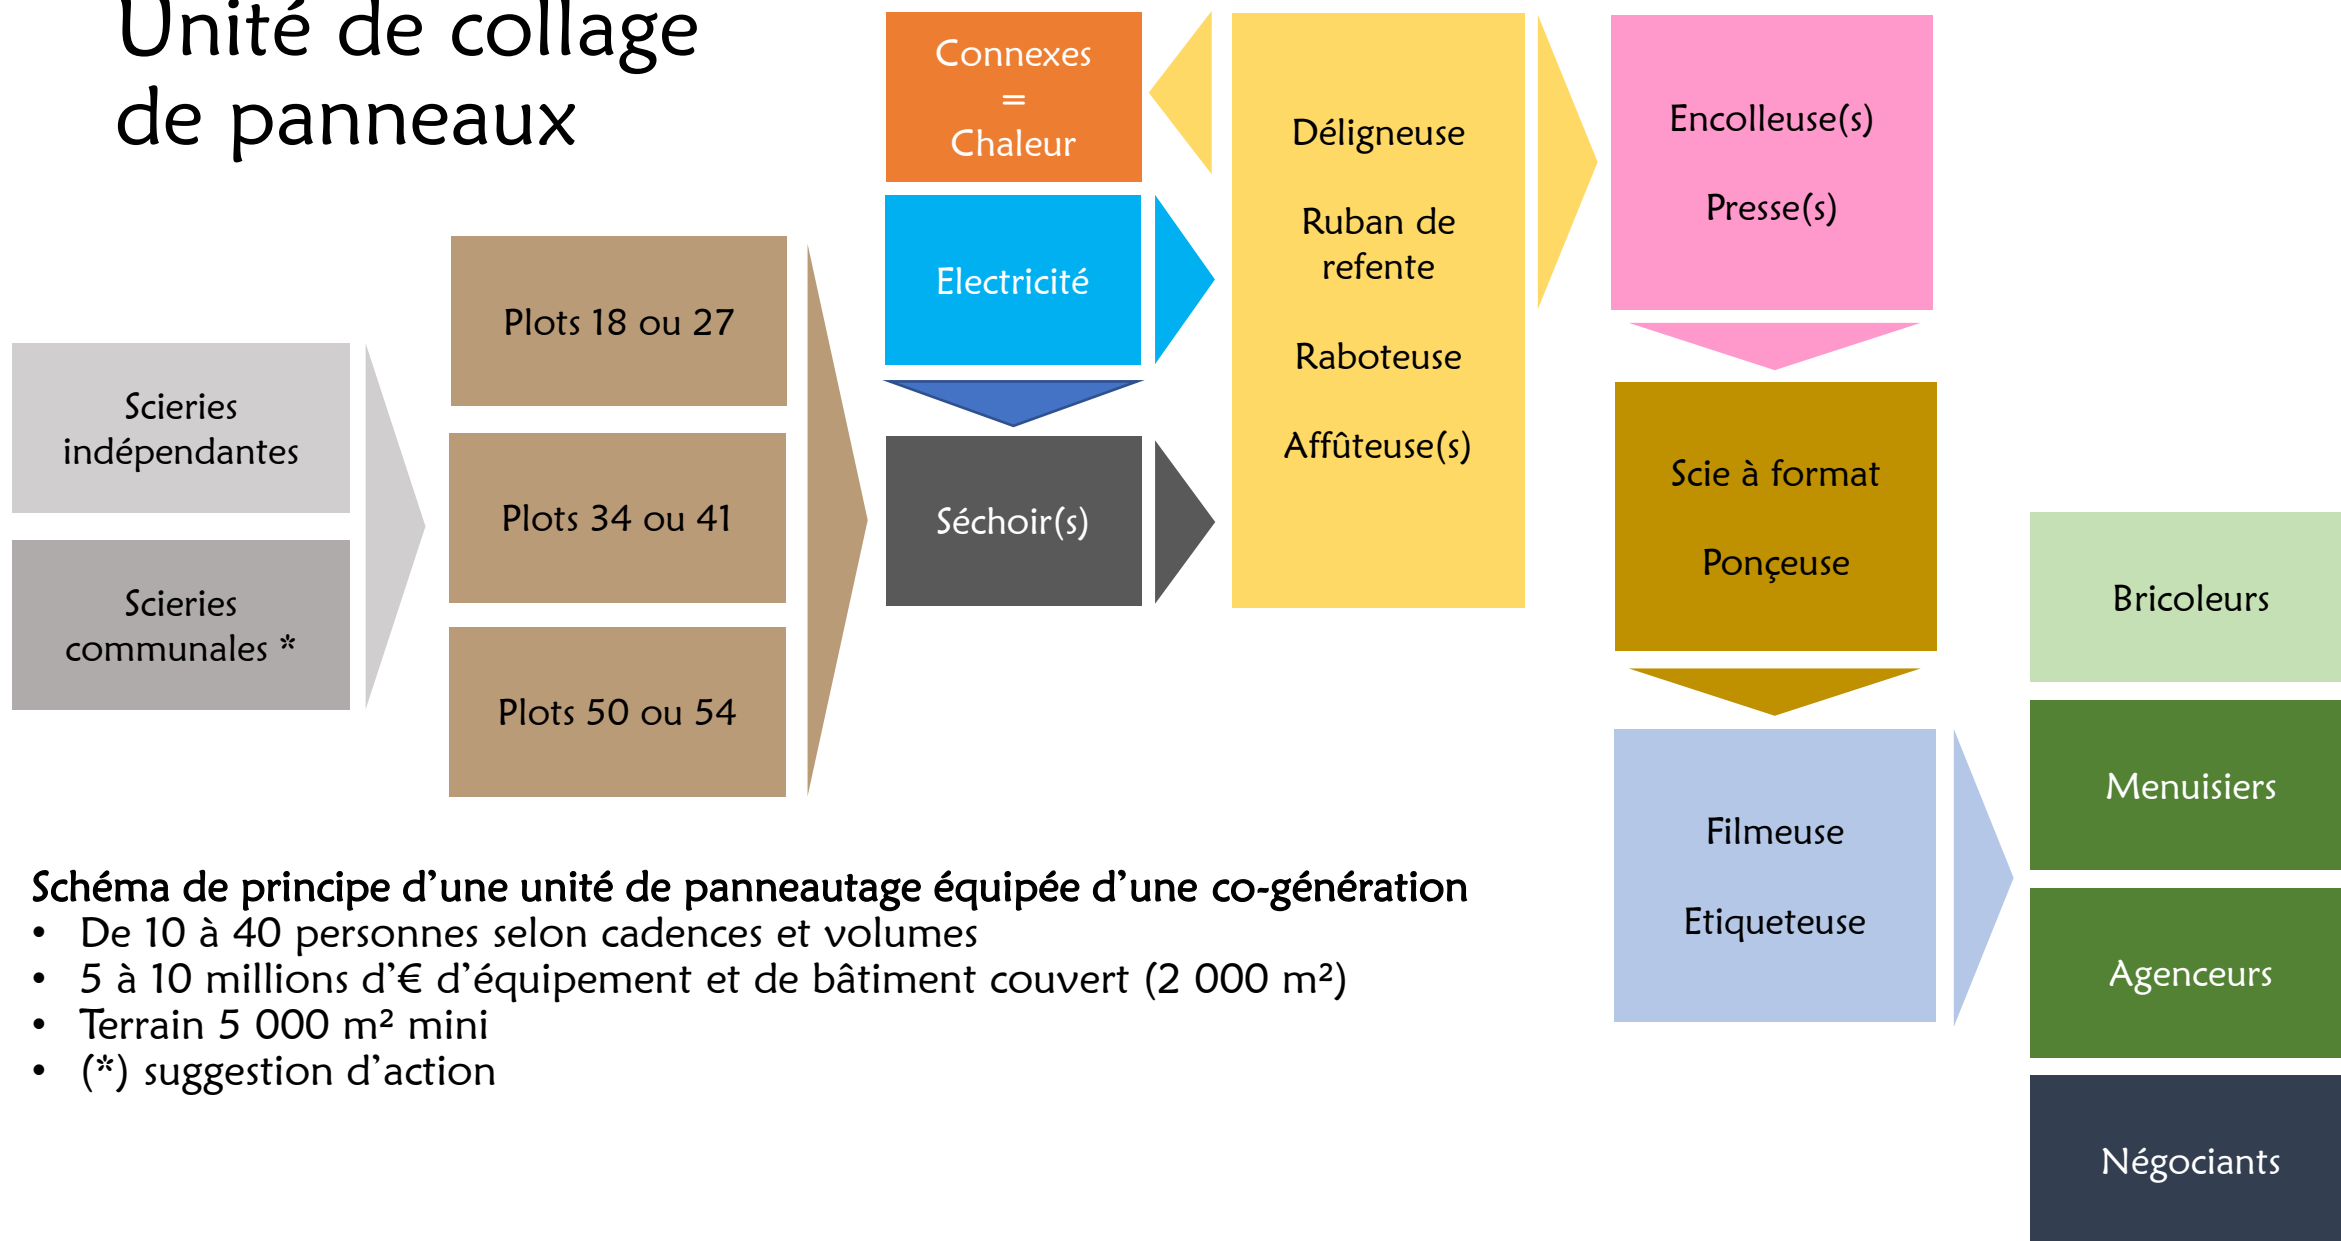 Unité de collage
de panneaux
Scieries
indépendantes
Scieries
communales *
Plots 18 ou 27
Plots 34 ou 41
Plots 50 ou 54
Connexes
=
Chaleur
Electricité
Séchoir(s)
Déligneuse
Ruban de
refente
Raboteuse
Affûteuse(s)
Encolleuse(s)
Presse(s)
Scie à format
Ponçeuse
Filmeuse
Etiqueteuse
Bricoleurs
Menuisiers
Agenceurs
Négociants
Schéma de principe d’une unité de panneautage équipée d’une co-génération
• De 10 à 40 personnes selon cadences et volumes
• 5 à 10 millions d’€ d’équipement et de bâtiment couvert (2 000 m²)
• Terrain 5 000 m² mini
• (*) suggestion d’action